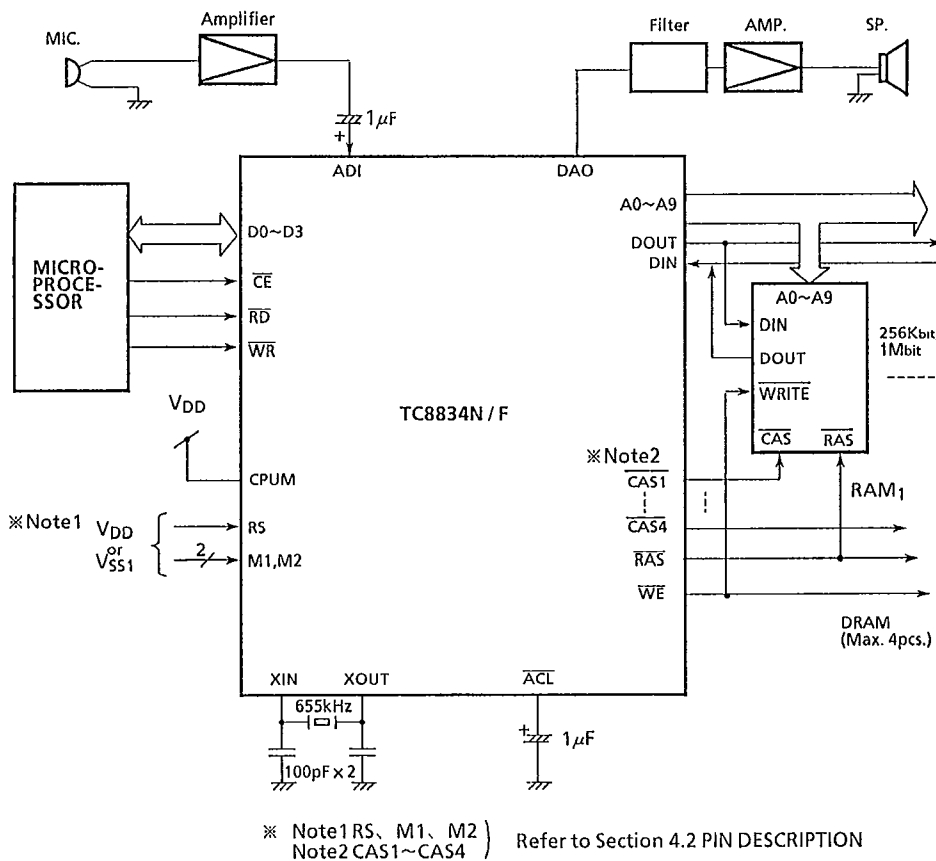 MIC.
Amplifier
1μF
+
Filter
AMP.
SP.
ADI
DAO
MICRO-
PROCE-
SSOR
D0~D3
CE
RD
WR
VDD
CPUM
※Note1
VDD
or
VSS1
2
RS
M1,M2
TC8834N / F
A0~A9
DOUT
DIN
A0~A9
DIN
DOUT
WRITE
CAS
RAS
256Kbit
1Mbit
RAM1
※Note2
CAS1
CAS4
RAS
WE
DRAM
(Max. 4pcs.)
XIN
XOUT
ACL
655kHz
100pF x 2
+
1μF
※ Note1 RS、M1、M2
Note2 CAS1~CAS4 ) Refer to Section 4.2 PIN DESCRIPTION